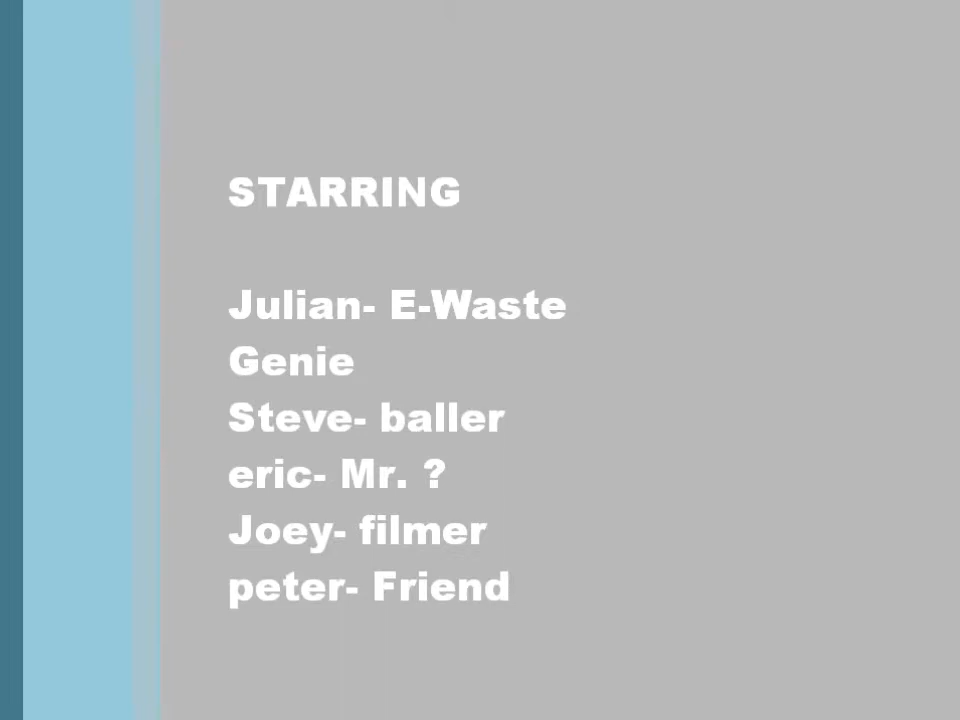 STARRING
Julian- E-Waste
Genie
Steve- baller
eric- Mr. ?
Joey- filmer
peter- Friend